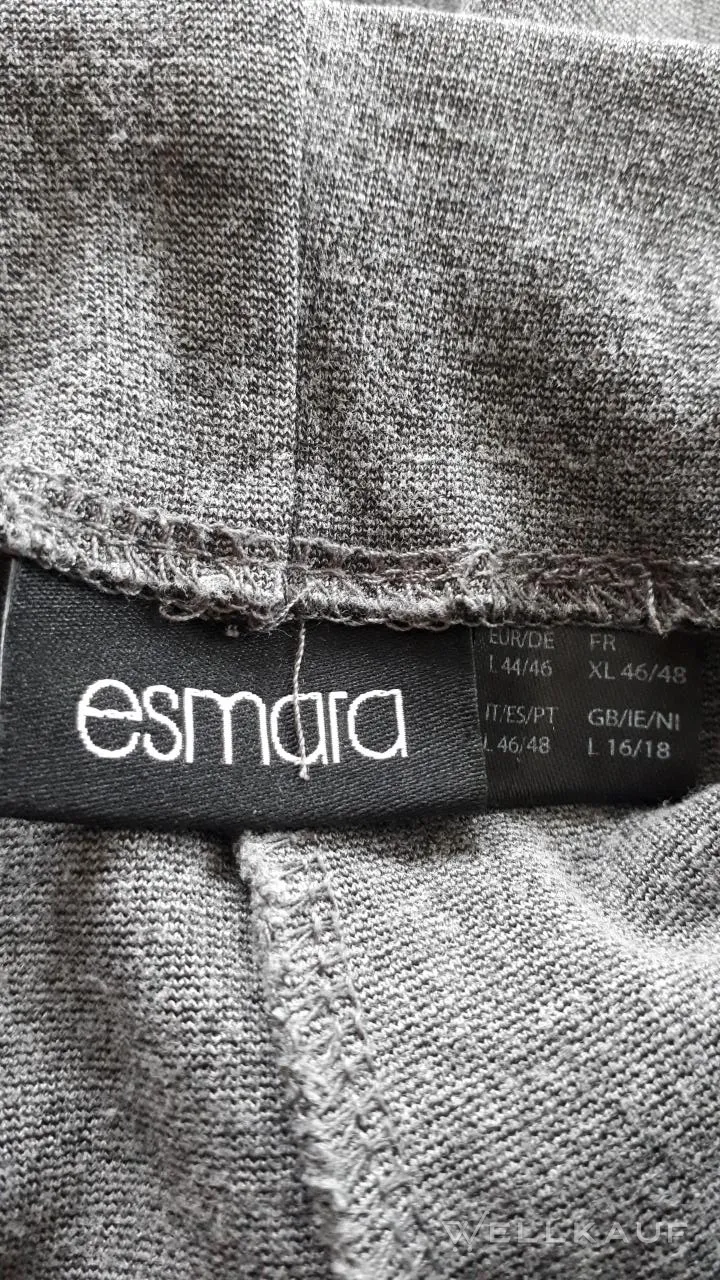 esmara
EUR/DE FR
L 44/46 XL 46/48
IT/ES/PT GB/IE/NI
L 46/48 L 16/18
WELLKAUF